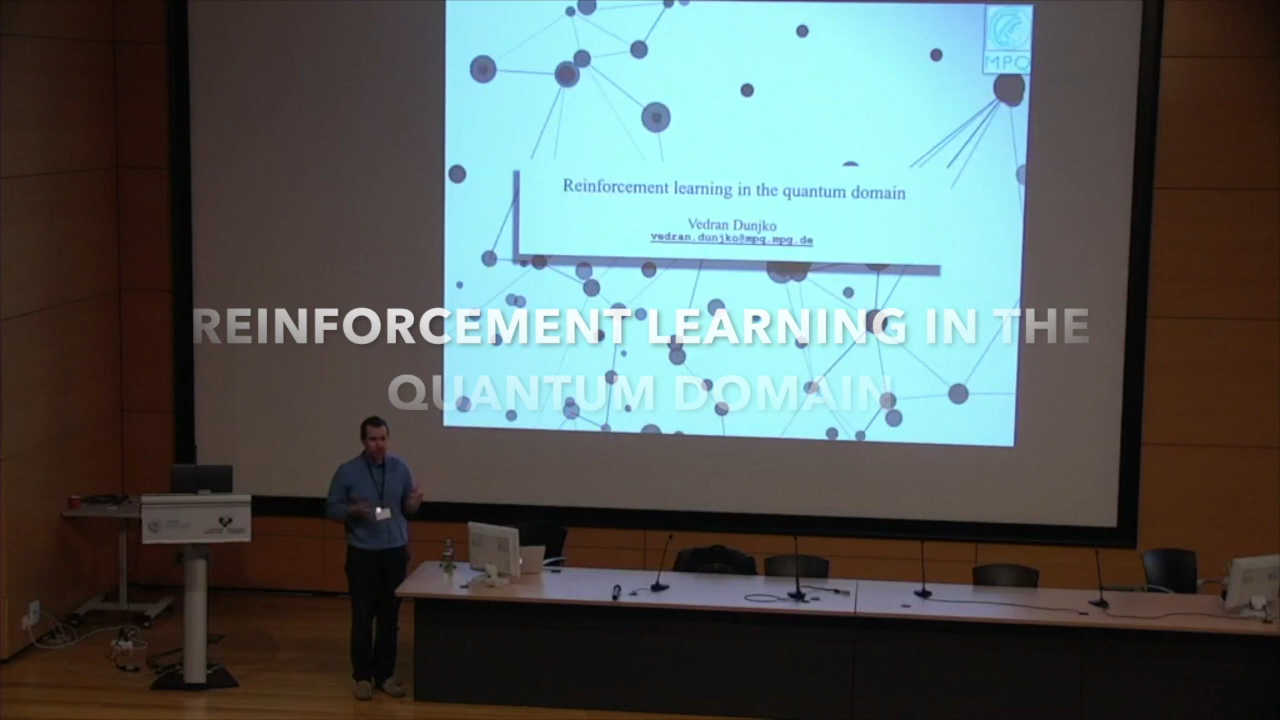 MPQ
Reinforcement learning in the quantum domain
Vedran Dunjko
vedran.dunjko@mpq.mpg.de
REINFORCEMENT LEARNING IN THE
QUANTUM DOMAIN